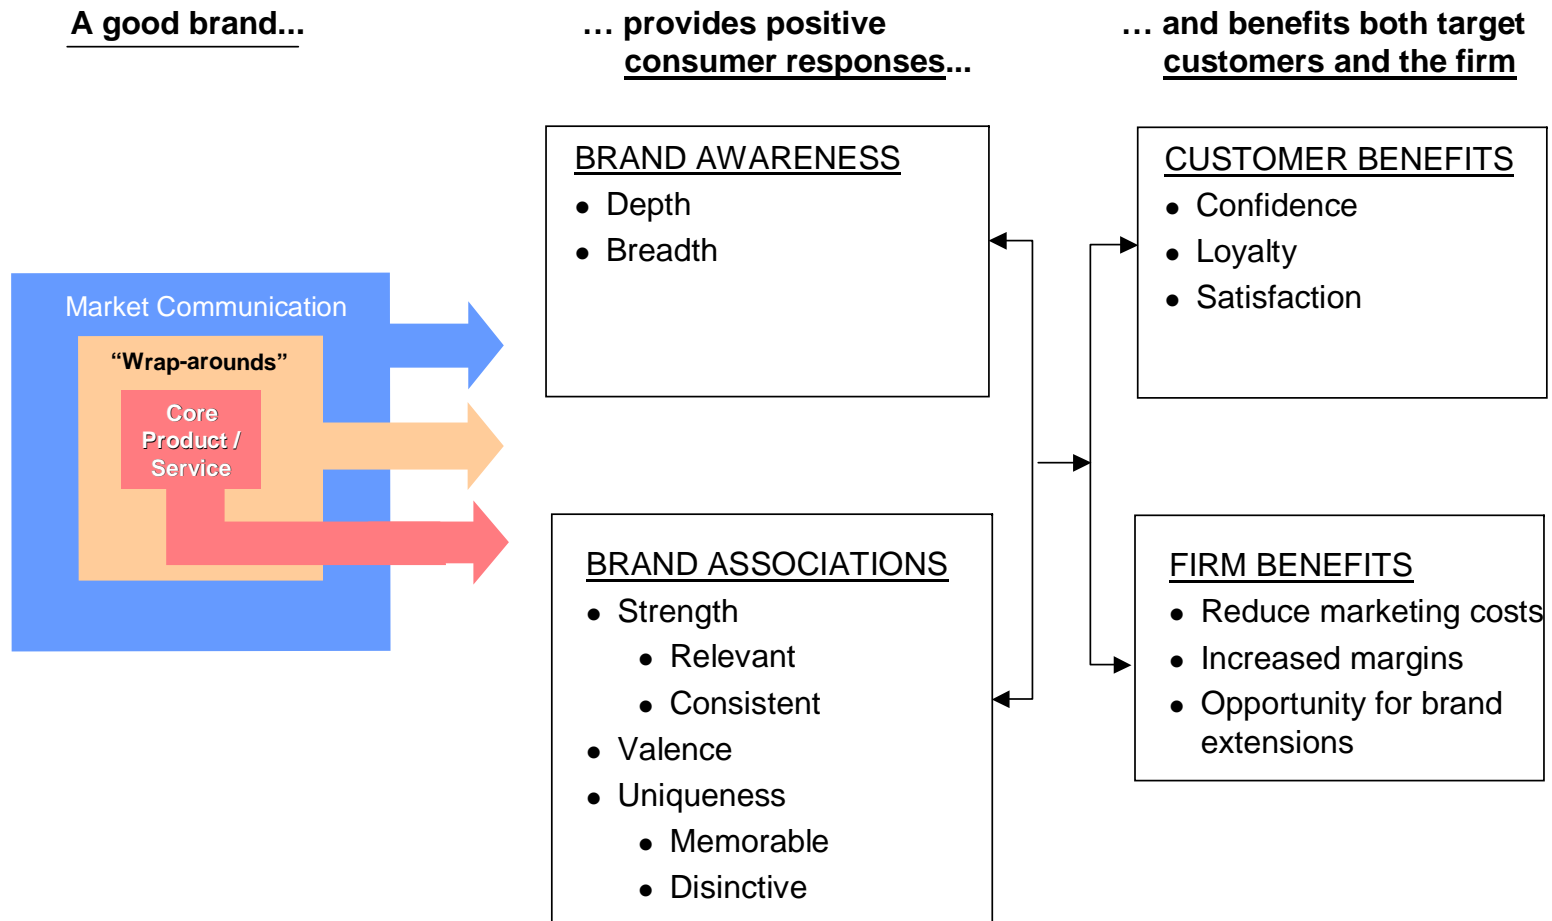 A good brand...
… provides positive
consumer responses...
… and benefits both target
customers and the firm
Market Communication
“Wrap-arounds”
Core
Product /
Service
BRAND AWARENESS
● Depth
● Breadth
BRAND ASSOCIATIONS
● Strength
● Relevant
● Consistent
● Valence
● Uniqueness
● Memorable
● Disinctive
CUSTOMER BENEFITS
● Confidence
● Loyalty
● Satisfaction
FIRM BENEFITS
● Reduce marketing costs
● Increased margins
● Opportunity for brand
extensions